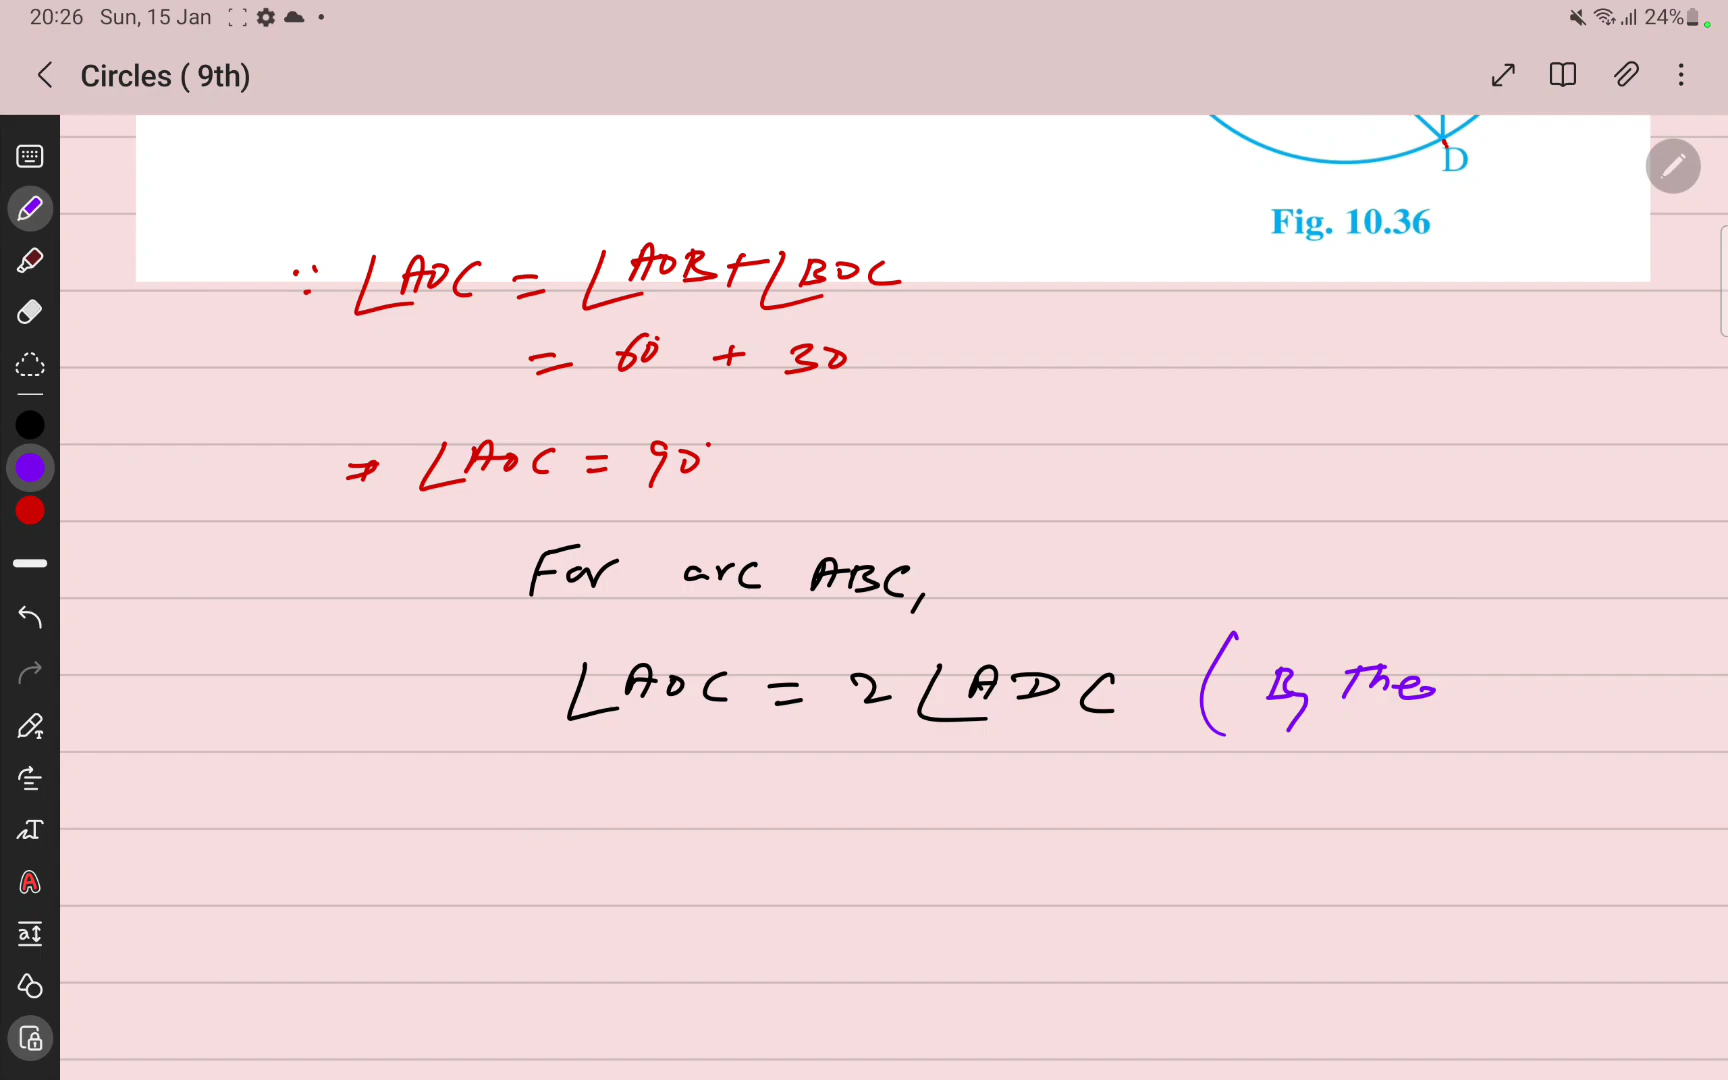 20:26 Sun, 15 Jan
24%
Circles ( 9th)
D
Fig. 10.36
∵ ∠AOC = ∠AOB + ∠BOC
= 60° + 30
⇒ ∠AOC = 90°
For arc ABC,
∠AOC = 2 ∠ADC ( By Theo